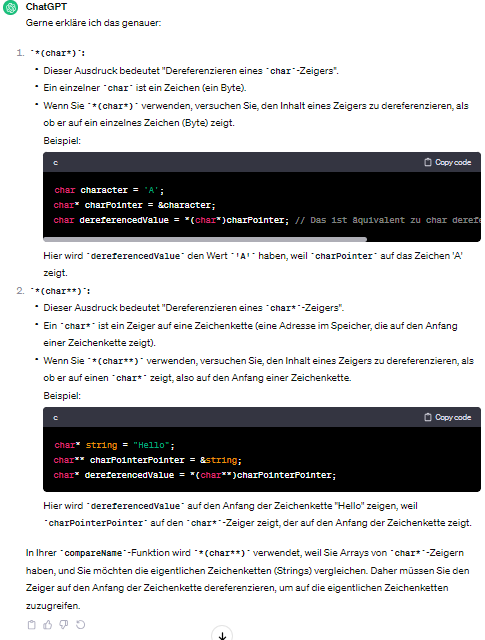 ChatGPT
Gerne erkläre ich das genauer:
1. `*(char*)`:
• Dieser Ausdruck bedeutet "Dereferenzieren eines `char`-Zeigers".
• Ein einzelner `char` ist ein Zeichen (ein Byte).
• Wenn Sie `*(char*)` verwenden, versuchen Sie, den Inhalt eines Zeigers zu dereferenzieren, als
ob er auf ein einzelnes Zeichen (Byte) zeigt.
Beispiel:
c Copy code
char character = 'A';
char* charPointer = &character;
char dereferencedValue = *(char*)charPointer; // Das ist äquivalent zu char deref
Hier wird `dereferencedValue` den Wert `'A'` haben, weil `charPointer` auf das Zeichen 'A'
zeigt.
2. `*(char**)`:
• Dieser Ausdruck bedeutet "Dereferenzieren eines `char*`-Zeigers".
• Ein `char*` ist ein Zeiger auf eine Zeichenkette (eine Adresse im Speicher, die auf den Anfang
einer Zeichenkette zeigt).
• Wenn Sie `*(char**)` verwenden, versuchen Sie, den Inhalt eines Zeigers zu dereferenzieren, als
ob er auf einen `char*` zeigt, also auf den Anfang einer Zeichenkette.
Beispiel:
c Copy code
char* string = "Hello";
char** charPointerPointer = &string;
char* dereferencedValue = *(char**)charPointerPointer;
Hier wird `dereferencedValue` auf den Anfang der Zeichenkette "Hello" zeigen, weil
`charPointerPointer` auf den `char*`-Zeiger zeigt, der auf den Anfang der Zeichenkette zeigt.
In Ihrer `compareName`-Funktion wird `*(char**)` verwendet, weil Sie Arrays von `char*`-Zeigern
haben, und Sie möchten die eigentlichen Zeichenketten (Strings) vergleichen. Daher müssen Sie den
Zeiger auf den Anfang der Zeichenkette dereferenzieren, um auf die eigentlichen Zeichenketten
zuzugreifen.